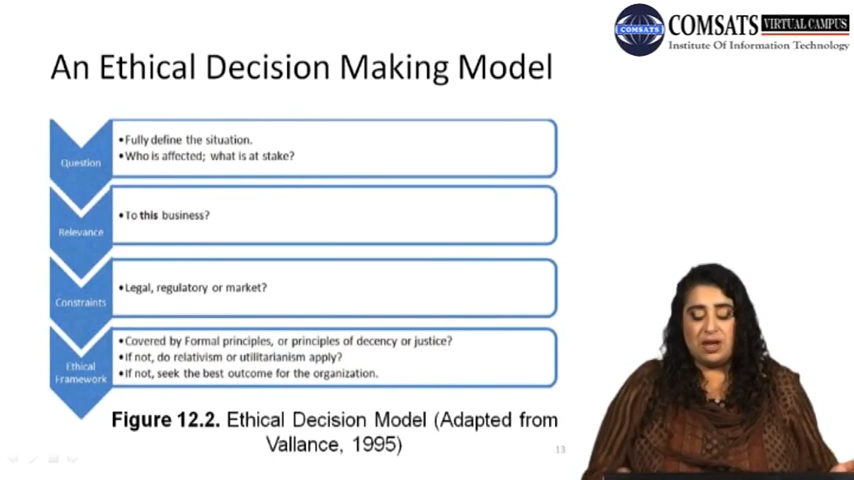 COMSATS VIRTUAL CAMPUS
COMSATS
Institute Of Information Technology
An Ethical Decision Making Model
Question
•Fully define the situation.
•Who is affected; what is at stake?
Relevance
•To this business?
Constraints
•Legal, regulatory or market?
Ethical
Framework
•Covered by Formal principles, or principles of decency or justice?
•If not, do relativism or utilitarianism apply?
•If not, seek the best outcome for the organization.
Figure 12.2. Ethical Decision Model (Adapted from
Vallance, 1995)
13